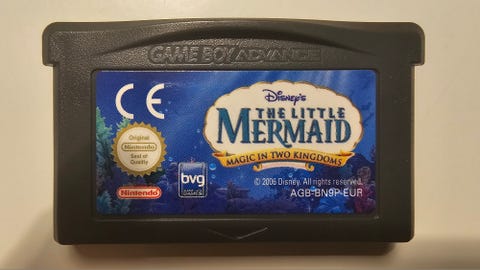 GAME BOY ADVANCE
CE
Disney's
THE LITTLE
MERMAID
MAGIC IN TWO KINGDOMS
Original
Nintendo
Seal of
Quality
Nintendo
bvg
© 2006 Disney. All rights reserved.
AGB-BN9P-EUR